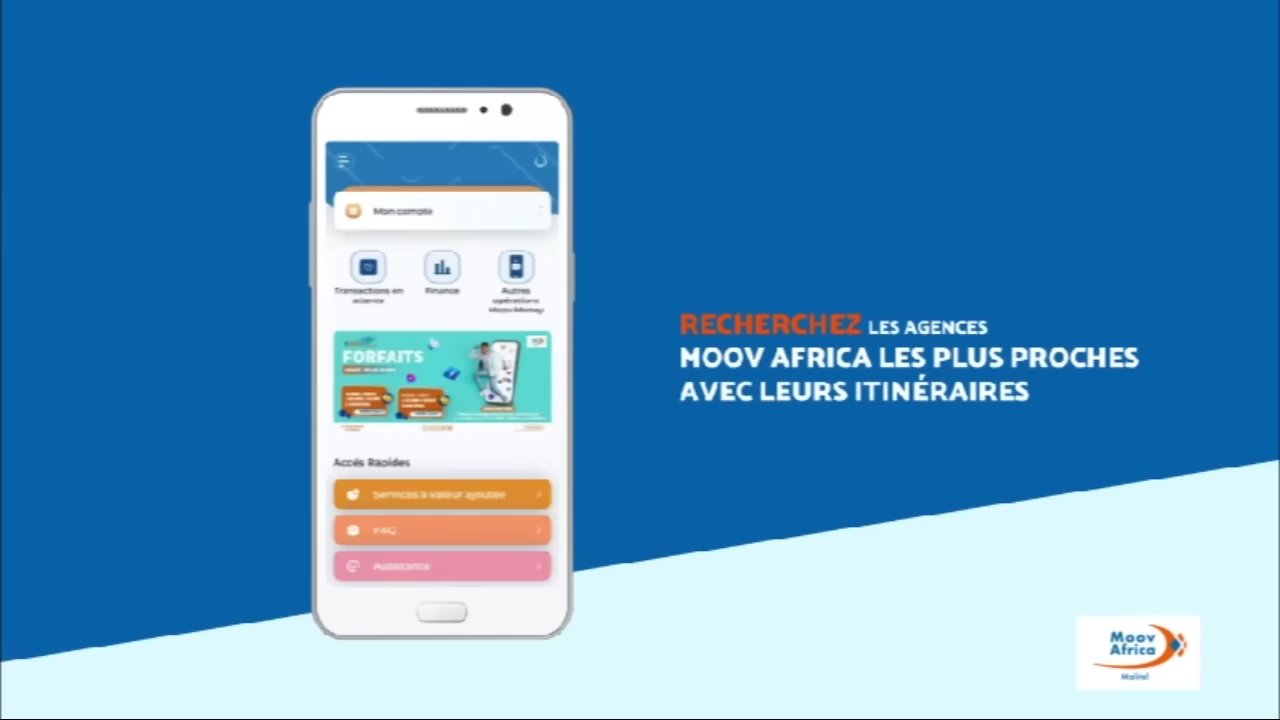 Mon compte
Transactions en
attente
Finance
Autres
opérations
Moov Money
FORFAITS
Accés Rapides
Services à valeur ajoutée
FAQ
Assistance
RECHERCHEZ LES AGENCES
MOOV AFRICA LES PLUS PROCHES
AVEC LEURS ITINÉRAIRES
Moov
Africa
Malitel